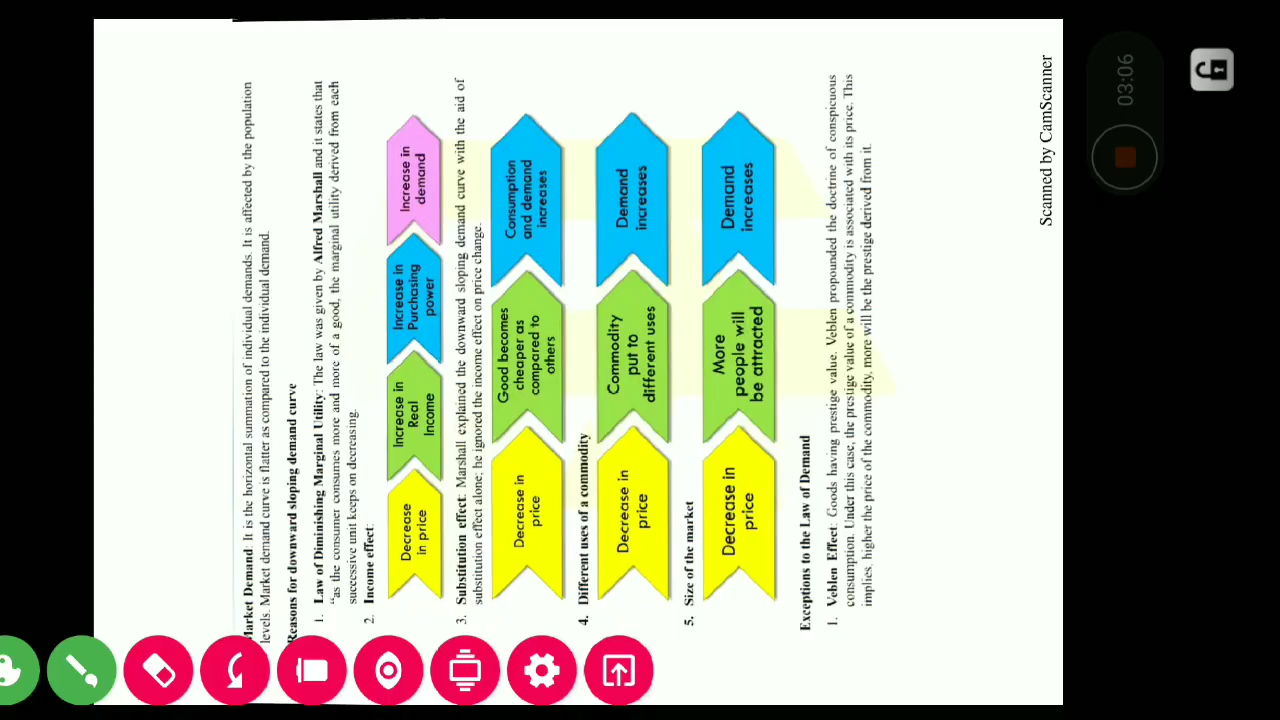 Market Demand: It is the horizontal summation of individual demands. It is affected by the population
levels. Market demand curve is flatter as compared to the individual demand.
Reasons for downward sloping demand curve
1. Law of Diminishing Marginal Utility: The law was given by Alfred Marshall and it states that
“as the consumer consumes more and more of a good, the marginal utility derived from each
successive unit keeps on decreasing.
2. Income effect:
Decrease
in price
Increase in
Real
Income
Increase in
Purchasing
power
Increase in
demand
3. Substitution effect: Marshall explained the downward sloping demand curve with the aid of
substitution effect alone; he ignored the income effect on price change.
Decrease in
price
Good becomes
cheaper as
compared to
others
Consumption
and demand
increases
4. Different uses of a commodity
Decrease in
price
Commodity
put to
different uses
Demand
increases
5. Size of the market
Decrease in
price
More
people will
be attracted
Demand
increases
Exceptions to the Law of Demand
1. Veblen Effect: Goods having prestige value. Veblen propounded the doctrine of conspicuous
consumption. Under this case, the prestige value of a commodity is associated with its price. This
implies, higher the price of the commodity, more will be the prestige derived from it.
Scanned by CamScanner
03:06